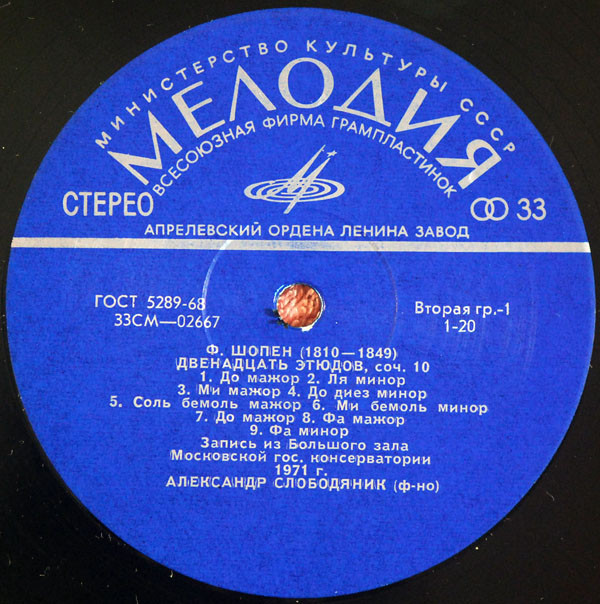 МИНИСТЕРСТВО КУЛЬТУРЫ СССР
МЕЛОДИЯ
ВСЕСОЮЗНАЯ ФИРМА ГРАМПЛАСТИНОК
СТЕРЕО
33
АПРЕЛЕВСКИЙ ОРДЕНА ЛЕНИНА ЗАВОД
ГОСТ 5289-68
33СМ—02667
Вторая гр.-1
1-20
Ф. ШОПЕН (1810—1849)
ДВЕНАДЦАТЬ ЭТЮДОВ, соч. 10
1. До мажор 2. Ля минор
3. Ми мажор 4. До диез минор
5. Соль бемоль мажор 6. Ми бемоль минор
7. До мажор 8. Фа мажор
9. Фа минор
Запись из Большого зала
Московской гос. консерватории
1971 г.
АЛЕКСАНДР СЛОБОДЯНИК (ф-но)